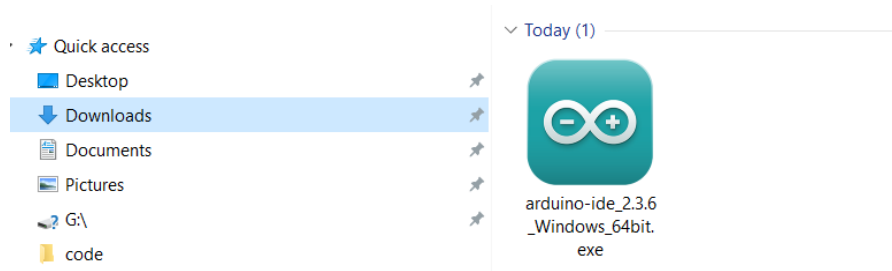 Quick access
Desktop
Downloads
Documents
Pictures
G:\
code
Today (1)
arduino-ide_2.3.6
_Windows_64bit.
exe